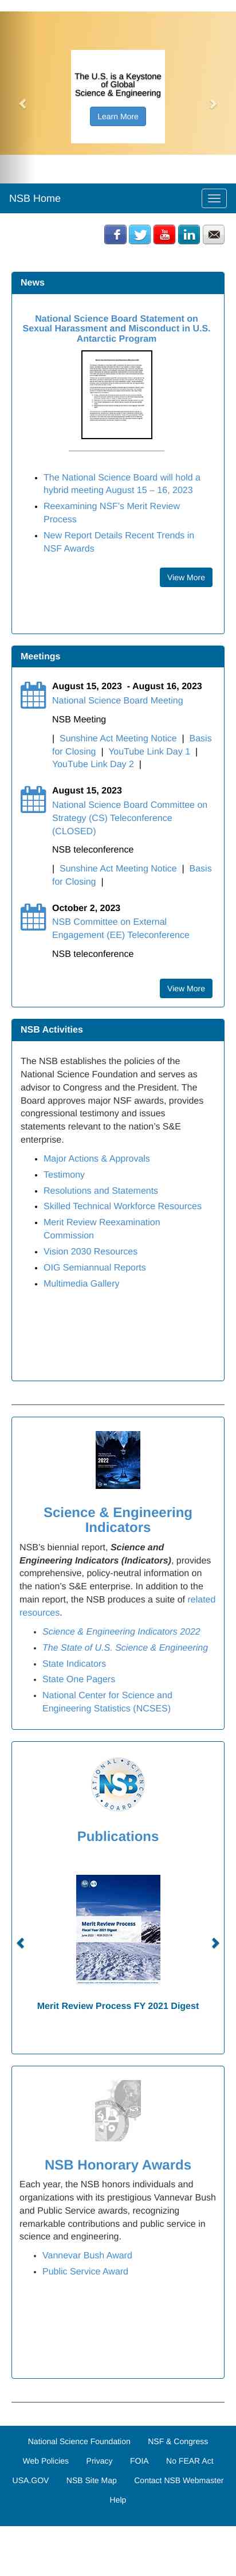 The U.S. is a Keystone
of Global
Science & Engineering
Learn More
NSB Home
News
National Science Board Statement on
Sexual Harassment and Misconduct in U.S.
Antarctic Program
The National Science Board will hold a
hybrid meeting August 15 – 16, 2023
Reexamining NSF's Merit Review
Process
New Report Details Recent Trends in
NSF Awards
View More
Meetings
August 15, 2023 - August 16, 2023
National Science Board Meeting
NSB Meeting
| Sunshine Act Meeting Notice | Basis
for Closing | YouTube Link Day 1 |
YouTube Link Day 2 |
August 15, 2023
National Science Board Committee on
Strategy (CS) Teleconference
(CLOSED)
NSB teleconference
| Sunshine Act Meeting Notice | Basis
for Closing |
October 2, 2023
NSB Committee on External
Engagement (EE) Teleconference
NSB teleconference
View More
NSB Activities
The NSB establishes the policies of the
National Science Foundation and serves as
advisor to Congress and the President. The
Board approves major NSF awards, provides
congressional testimony and issues
statements relevant to the nation's S&E
enterprise.
Major Actions & Approvals
Testimony
Resolutions and Statements
Skilled Technical Workforce Resources
Merit Review Reexamination
Commission
Vision 2030 Resources
OIG Semiannual Reports
Multimedia Gallery
2022
Science & Engineering
Indicators
NSB's biennial report, Science and
Engineering Indicators (Indicators), provides
comprehensive, policy-neutral information on
the nation's S&E enterprise. In addition to the
main report, the NSB produces a suite of related
resources.
Science & Engineering Indicators 2022
The State of U.S. Science & Engineering
State Indicators
State One Pagers
National Center for Science and
Engineering Statistics (NCSES)
NATIONAL SCIENCE
NSB
BOARD
Publications
Merit Review Process
Fiscal Year 2021 Digest
Merit Review Process FY 2021 Digest
NSB Honorary Awards
Each year, the NSB honors individuals and
organizations with its prestigious Vannevar Bush
and Public Service awards, recognizing
remarkable contributions and public service in
science and engineering.
Vannevar Bush Award
Public Service Award
National Science Foundation NSF & Congress
Web Policies Privacy FOIA No FEAR Act
USA.GOV NSB Site Map Contact NSB Webmaster
Help